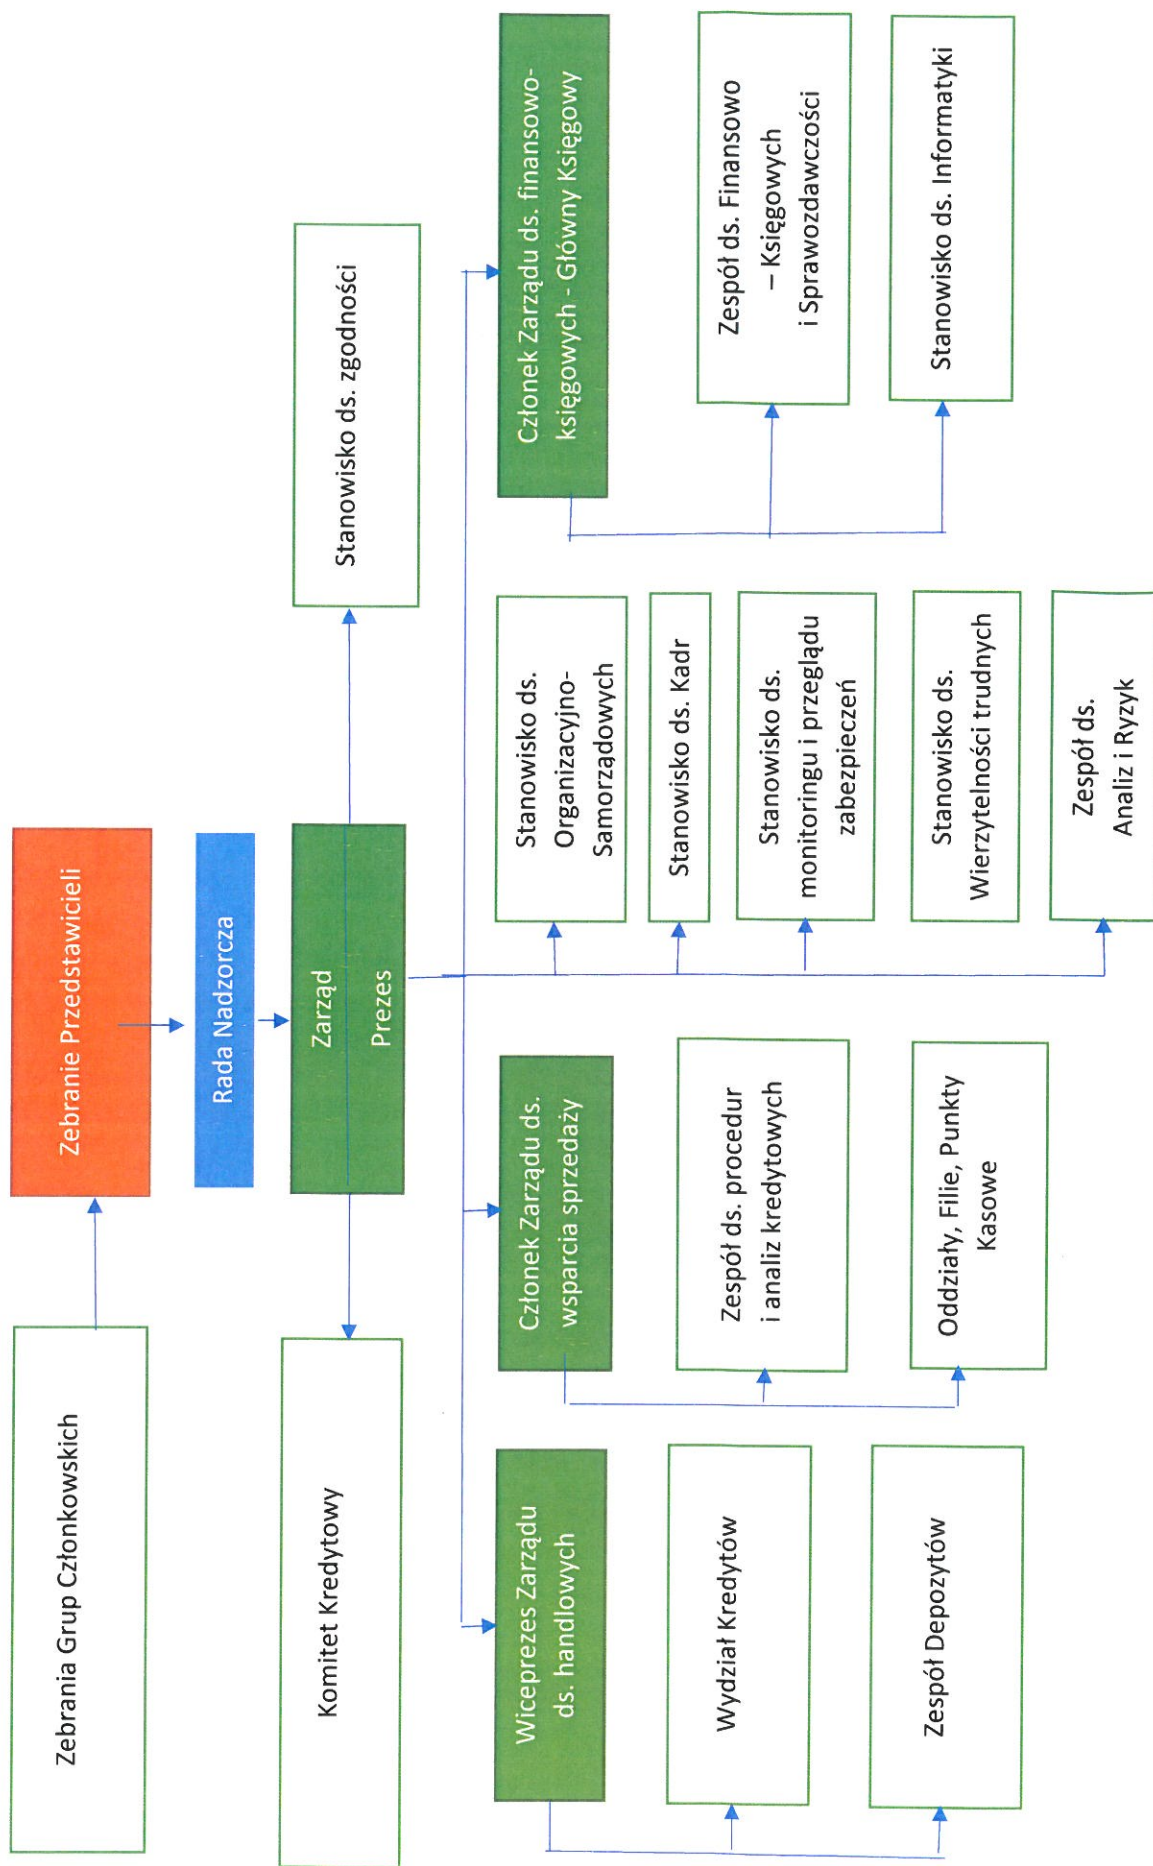 Zebrania Grup Członkowskich
Zebranie Przedstawicieli
Rada Nadzorcza
Komitet Kredytowy
Zarząd
Prezes
Stanowisko ds. zgodności
Wiceprezes Zarządu
ds. handlowych
Wydział Kredytów
Zespół Depozytów
Członek Zarządu ds.
wsparcia sprzedaży
Zespół ds. procedur
i analiz kredytowych
Oddziały, Filie, Punkty
Kasowe
Stanowisko ds.
Organizacyjno-
Samorządowych
Stanowisko ds. Kadr
Stanowisko ds.
monitoringu i przeglądu
zabezpieczeń
Stanowisko ds.
Wierzytelności trudnych
Zespół ds.
Analiz i Ryzyk
Członek Zarządu ds. finansowo-
księgowych - Główny Księgowy
Zespół ds. Finansowo
– Księgowych
i Sprawozdawczości
Stanowisko ds. Informatyki